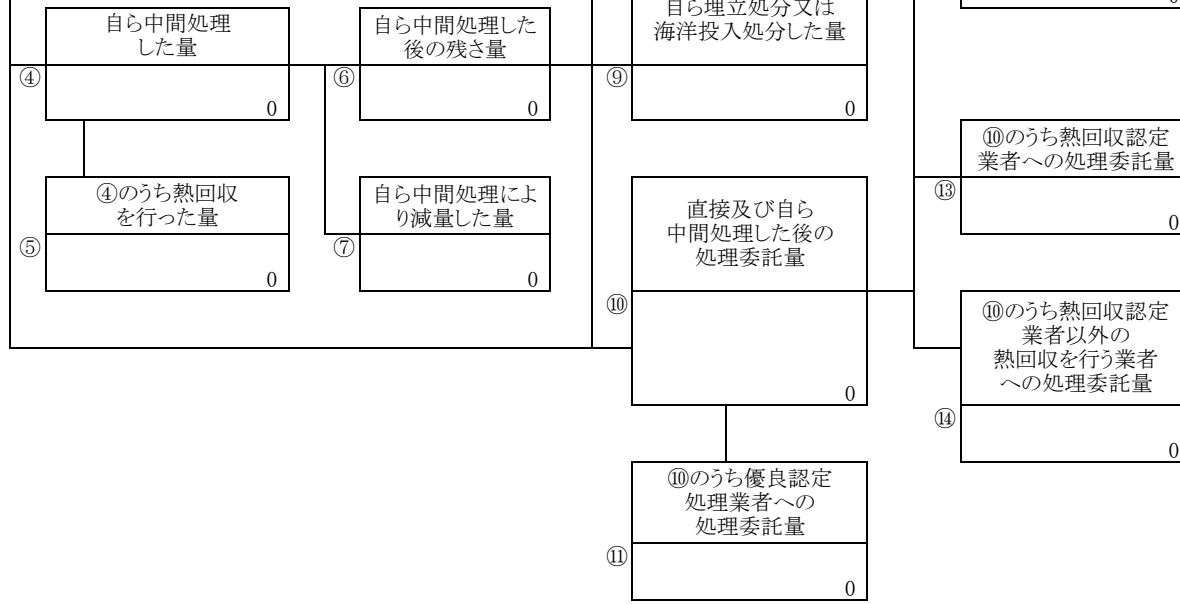 自ら中間処理
した量
④
0
自ら中間処理した
後の残さ量
⑥
0
自ら埋立処分又は
海洋投入処分した量
⑨
0
④のうち熱回収
を行った量
⑤
0
自ら中間処理によ
り減量した量
⑦
0
直接及び自ら
中間処理した後の
処理委託量
⑩
0
⑩のうち優良認定
処理業者への
処理委託量
⑪
0
⑩のうち熱回収認定
業者への処理委託量
⑬
0
⑩のうち熱回収認定
業者以外の
熱回収を行う業者
への処理委託量
⑭
0